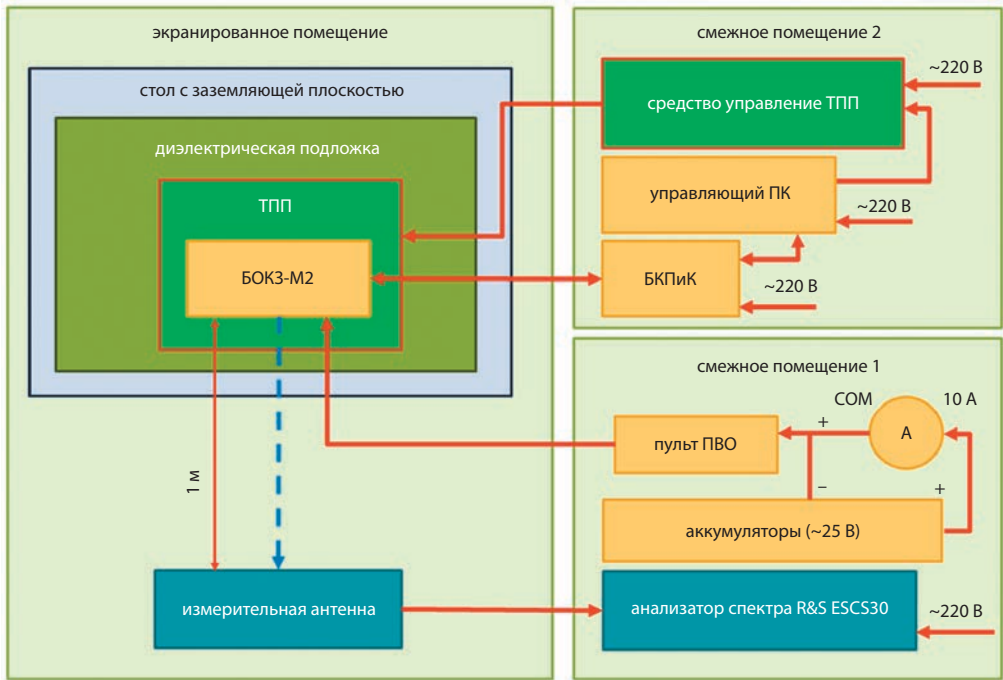 экранированное помещение
стол с заземляющей плоскостью
диэлектрическая подложка
ТПП
БОКЗ-М2
1 м
измерительная антенна
смежное помещение 2
~220 В
средство управление ТПП
управляющий ПК
~220 В
БКПиК
~220 В
смежное помещение 1
COM
10 А
+
А
пульт ПВО
–
+
аккумуляторы (~25 В)
анализатор спектра R&S ESCS30
~220 В